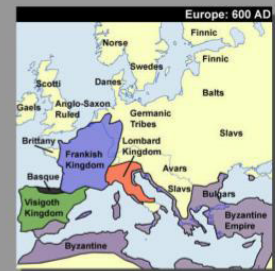 Europe: 600 AD
Norse
Finnic
Swedes
Finnic
Scotti
Danes
Balts
Gaels
Anglo-Saxon
Ruled
Germanic
Tribes
Slavs
Brittany
Lombard
Kingdom
Frankish
Kingdom
Avars
Basque
Slavs
Bulgars
Visigoth
Kingdom
Byzantine
Empire
Byzantine